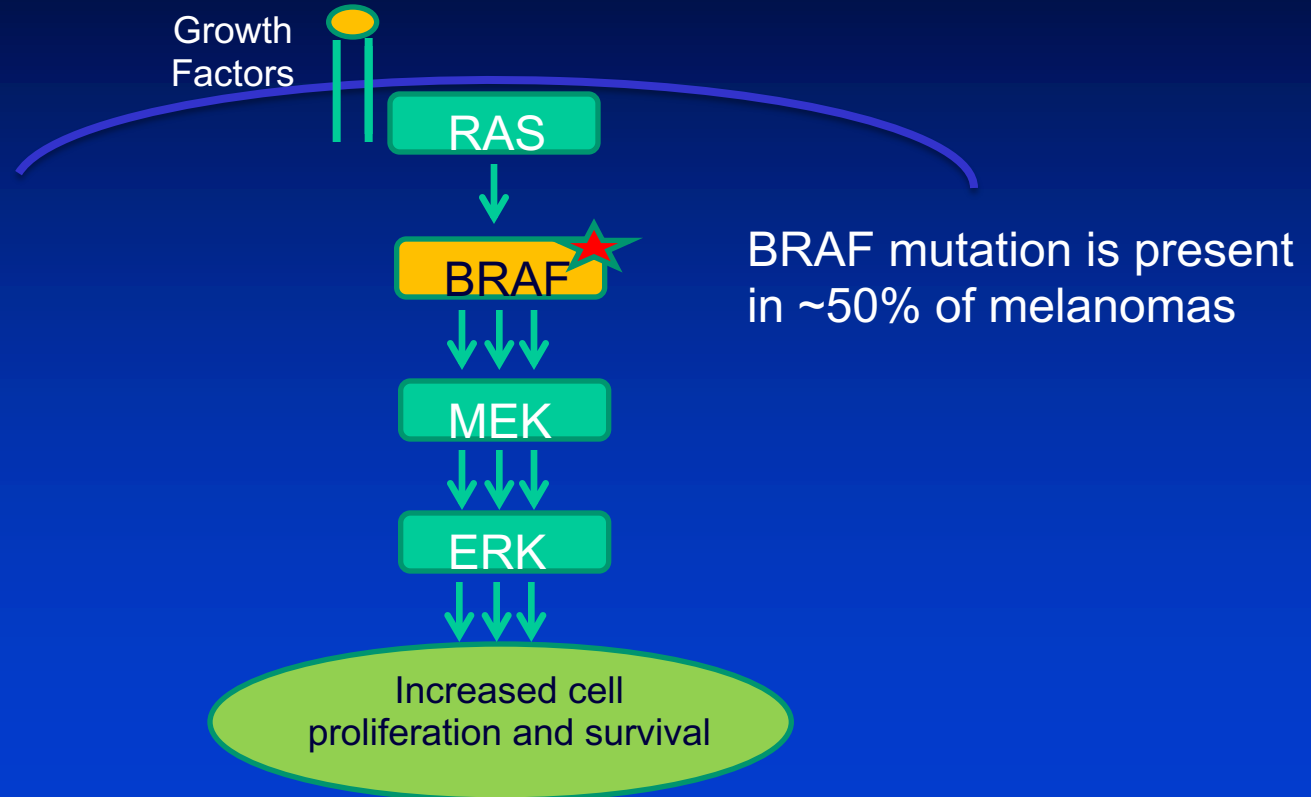 Growth
Factors
RAS
BRAF
BRAF mutation is present
in ~50% of melanomas
MEK
ERK
Increased cell
proliferation and survival